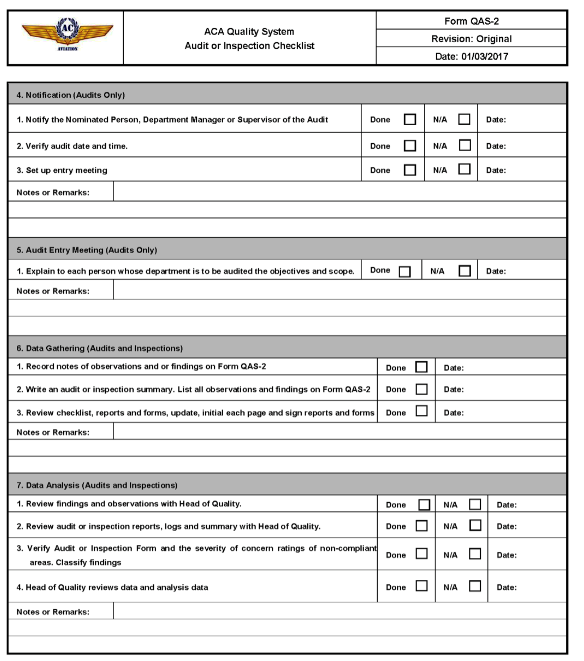 AC
AVIATION
ACA Quality System
Audit or Inspection Checklist
Form QAS-2
Revision: Original
Date: 01/03/2017
4. Notification (Audits Only)
1. Notify the Nominated Person, Department Manager or Supervisor of the Audit Done N/A Date:
2. Verify audit date and time. Done N/A Date:
3. Set up entry meeting Done N/A Date:
Notes or Remarks:
5. Audit Entry Meeting (Audits Only)
1. Explain to each person whose department is to be audited the objectives and scope. Done N/A Date:
Notes or Remarks:
6. Data Gathering (Audits and Inspections)
1. Record notes of observations and or findings on Form QAS-2 Done Date:
2. Write an audit or inspection summary. List all observations and findings on Form QAS-2 Done Date:
3. Review checklist, reports and forms, update, initial each page and sign reports and forms Done Date:
Notes or Remarks:
7. Data Analysis (Audits and Inspections)
1. Review findings and observations with Head of Quality. Done N/A Date:
2. Review audit or inspection reports, logs and summary with Head of Quality. Done N/A Date:
3. Verify Audit or Inspection Form and the severity of concern ratings of non-compliant
areas. Classify findings Done N/A Date:
4. Head of Quality reviews data and analysis data Done N/A Date:
Notes or Remarks: